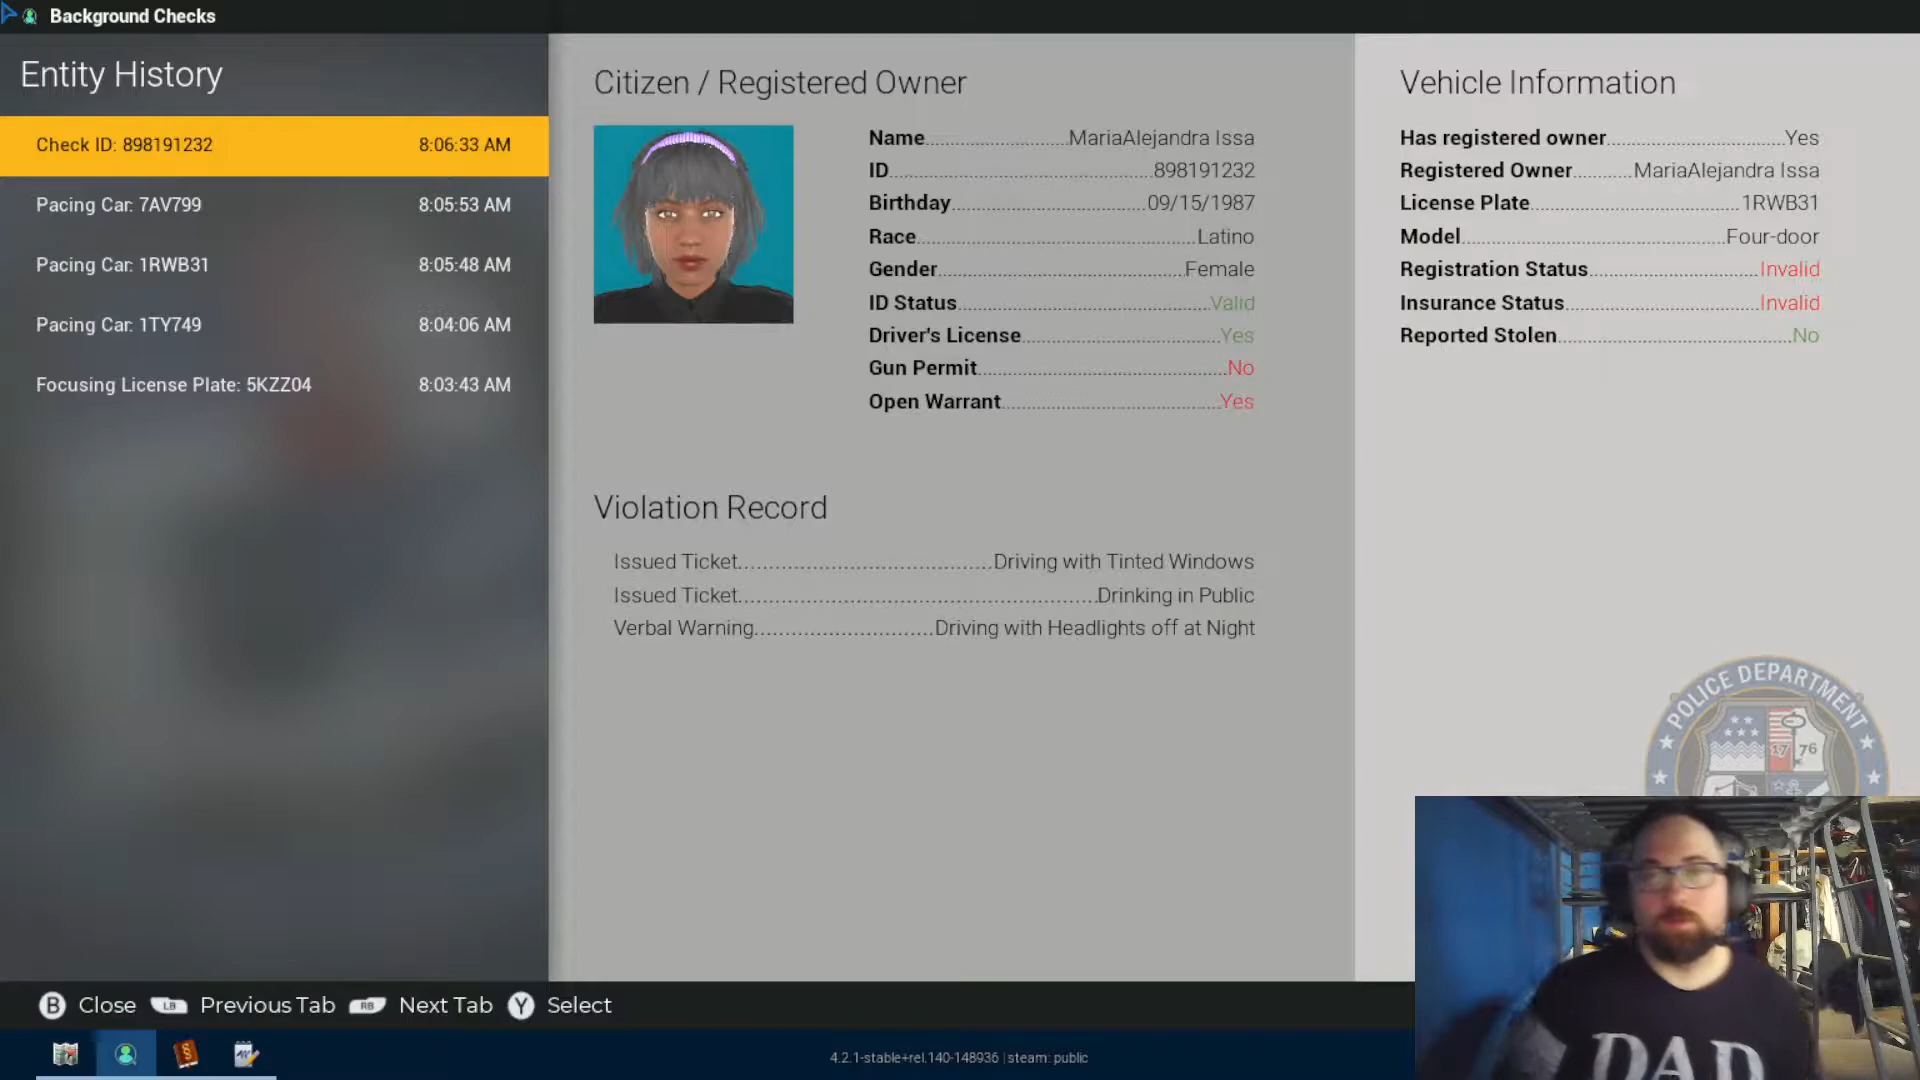 Background Checks
Entity History
Check ID: 898191232 8:06:33 AM
Pacing Car: 7AV799 8:05:53 AM
Pacing Car: 1RWB31 8:05:48 AM
Pacing Car: 1TY749 8:04:06 AM
Focusing License Plate: 5KZZ04 8:03:43 AM
Citizen / Registered Owner
Name MariaAlejandra Issa
ID 898191232
Birthday 09/15/1987
Race Latino
Gender Female
ID Status Valid
Driver's License Yes
Gun Permit No
Open Warrant Yes
Violation Record
Issued Ticket Driving with Tinted Windows
Issued Ticket Drinking in Public
Verbal Warning Driving with Headlights off at Night
Vehicle Information
Has registered owner Yes
Registered Owner MariaAlejandra Issa
License Plate 1RWB31
Model Four-door
Registration Status Invalid
Insurance Status Invalid
Reported Stolen No
POLICE DEPARTMENT
17 76
DAD
B Close LB Previous Tab RB Next Tab Y Select
4.2.1-stable+rel.140-148936 | steam: public